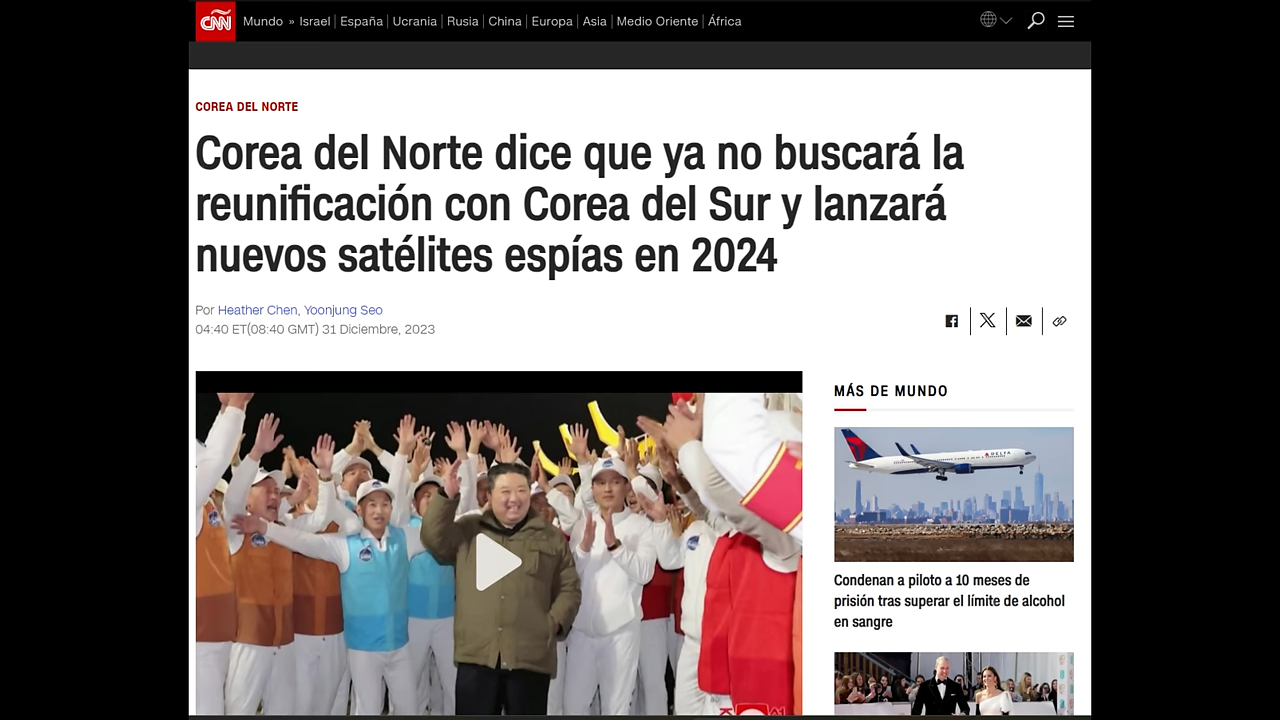 CNN
Mundo » Israel | España | Ucrania | Rusia | China | Europa | Asia | Medio Oriente | África
COREA DEL NORTE
Corea del Norte dice que ya no buscará la
reunificación con Corea del Sur y lanzará
nuevos satélites espías en 2024
Por Heather Chen, Yoonjung Seo
04:40 ET(08:40 GMT) 31 Diciembre, 2023
MÁS DE MUNDO
DELTA
Condenan a piloto a 10 meses de
prisión tras superar el límite de alcohol
en sangre